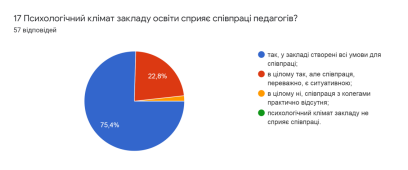 17 Психологічний клімат закладу освіти сприяє співпраці педагогів?
57 відповідей
так, у закладі створені всі умови для
співпраці;
в цілому так, але співпраця,
переважно, є ситуативною;
в цілому ні, співпраця з колегами
практично відсутня;
психологічний клімат закладу не
сприяє співпраці.
22,8%
75,4%